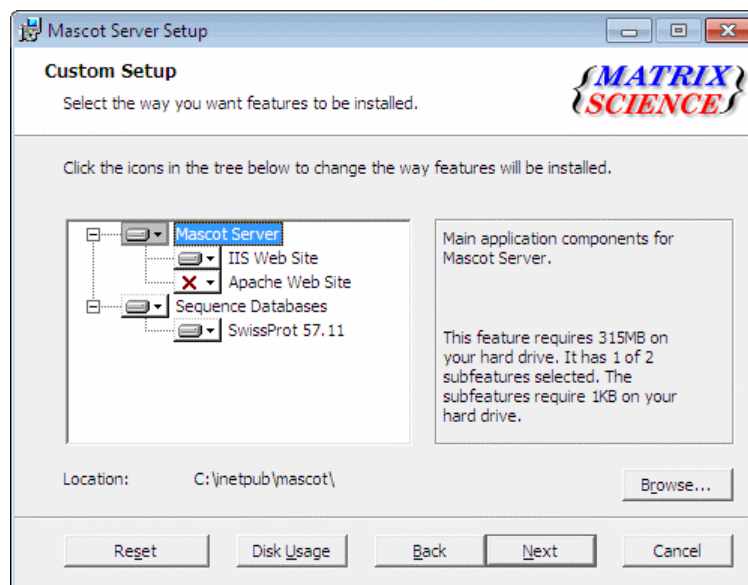 Mascot Server Setup
Custom Setup
Select the way you want features to be installed.
{MATRIX
SCIENCE}
Click the icons in the tree below to change the way features will be installed.
Mascot Server
IIS Web Site
Apache Web Site
Sequence Databases
SwissProt 57.11
Main application components for
Mascot Server.
This feature requires 315MB on
your hard drive. It has 1 of 2
subfeatures selected. The
subfeatures require 1KB on your
hard drive.
Location: C:\inetpub\mascot\
Browse...
Reset Disk Usage Back Next Cancel